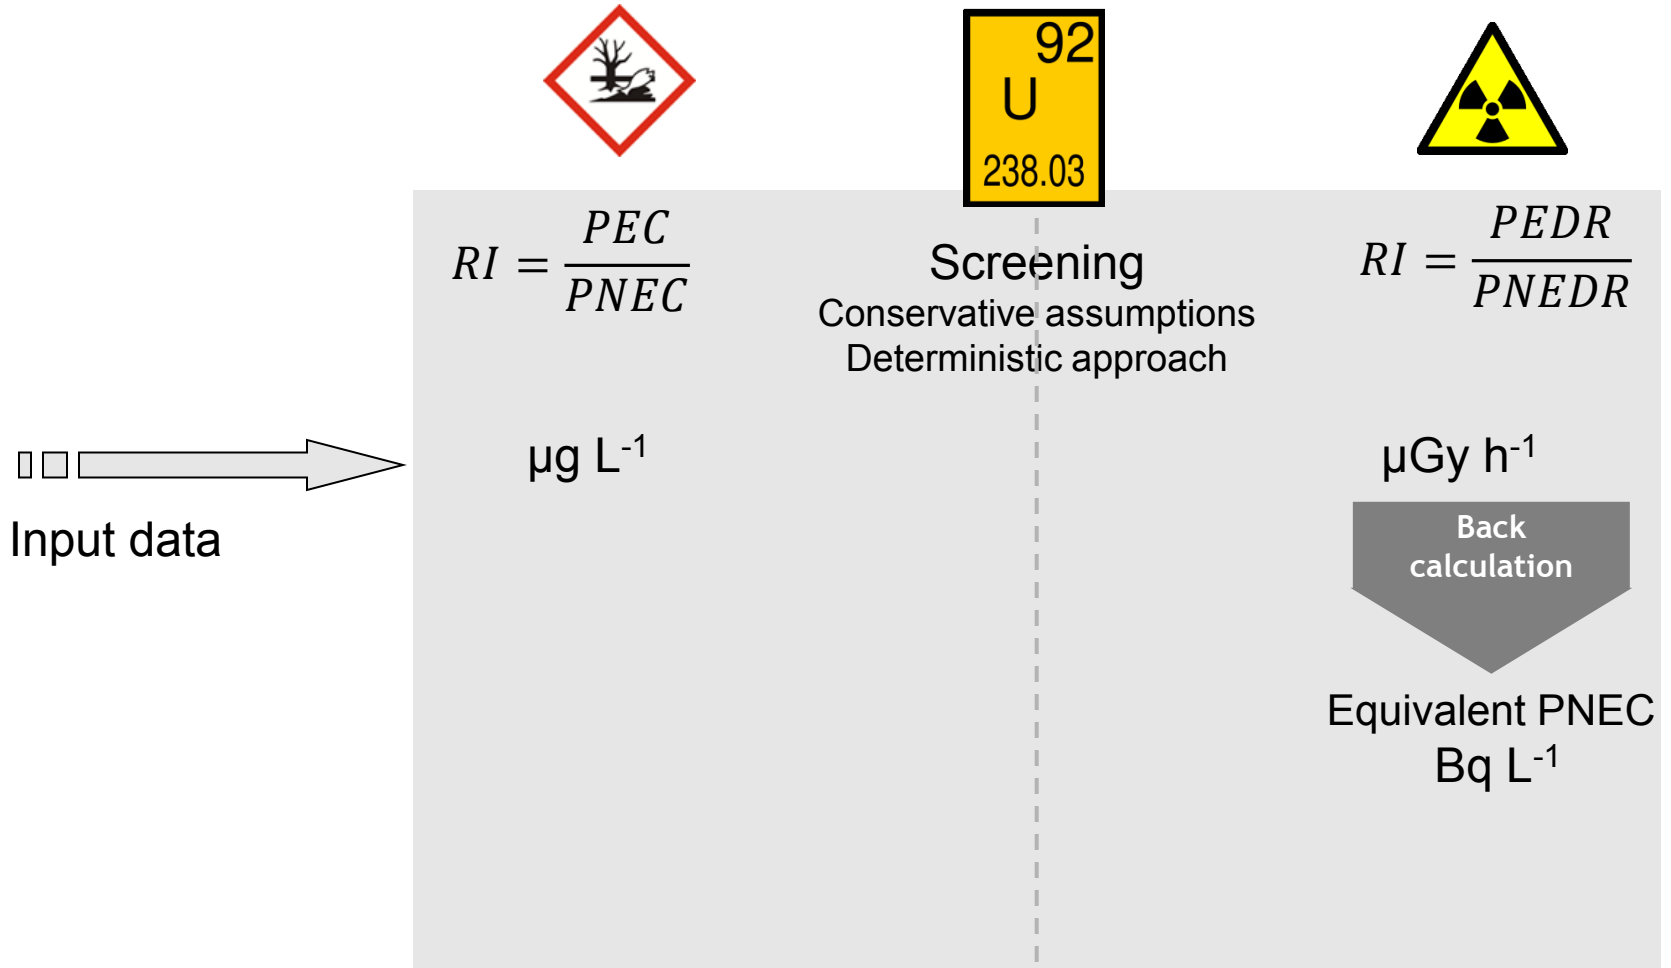 92
U
238.03
RI = PEC / PNEC
Screening
Conservative assumptions
Deterministic approach
RI = PEDR / PNEDR
Input data
µg L⁻¹
µGy h⁻¹
Back
calculation
Equivalent PNEC
Bq L⁻¹